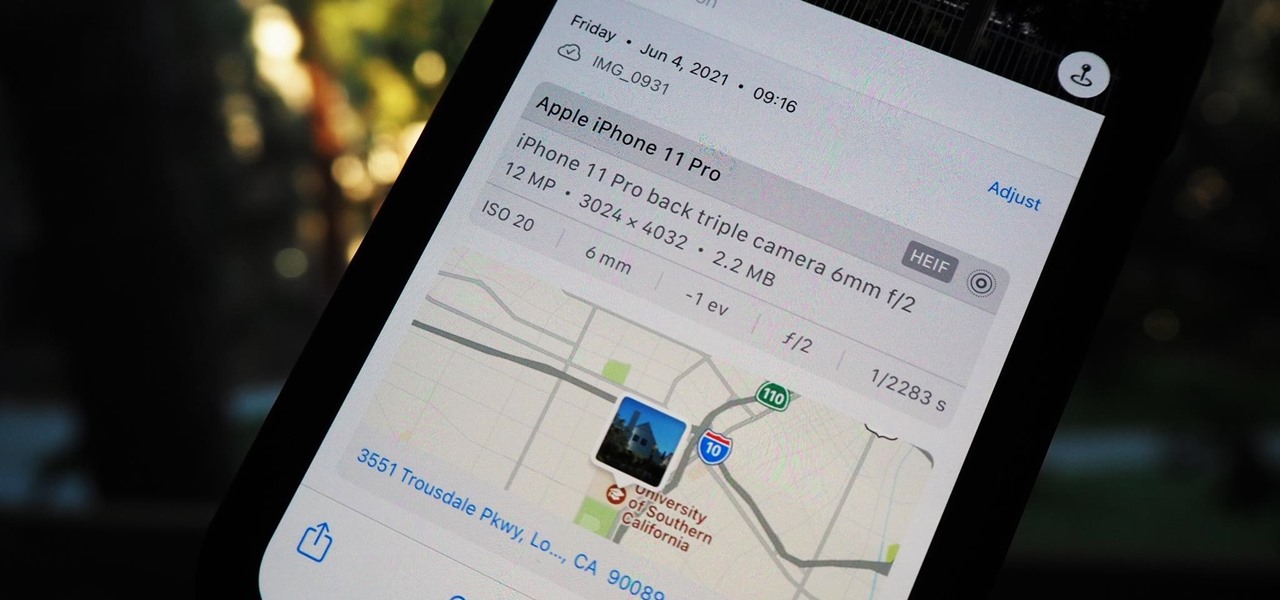 Friday • Jun 4, 2021 • 09:16
IMG_0931
Adjust
Apple iPhone 11 Pro
HEIF
iPhone 11 Pro back triple camera 6mm f/2
12 MP • 3024 × 4032 • 2.2 MB
ISO 20
6 mm
-1 ev
ƒ/2
1/2283 s
110
10
University
of Southern
California
3551 Trousdale Pkwy, Lo..., CA 90089